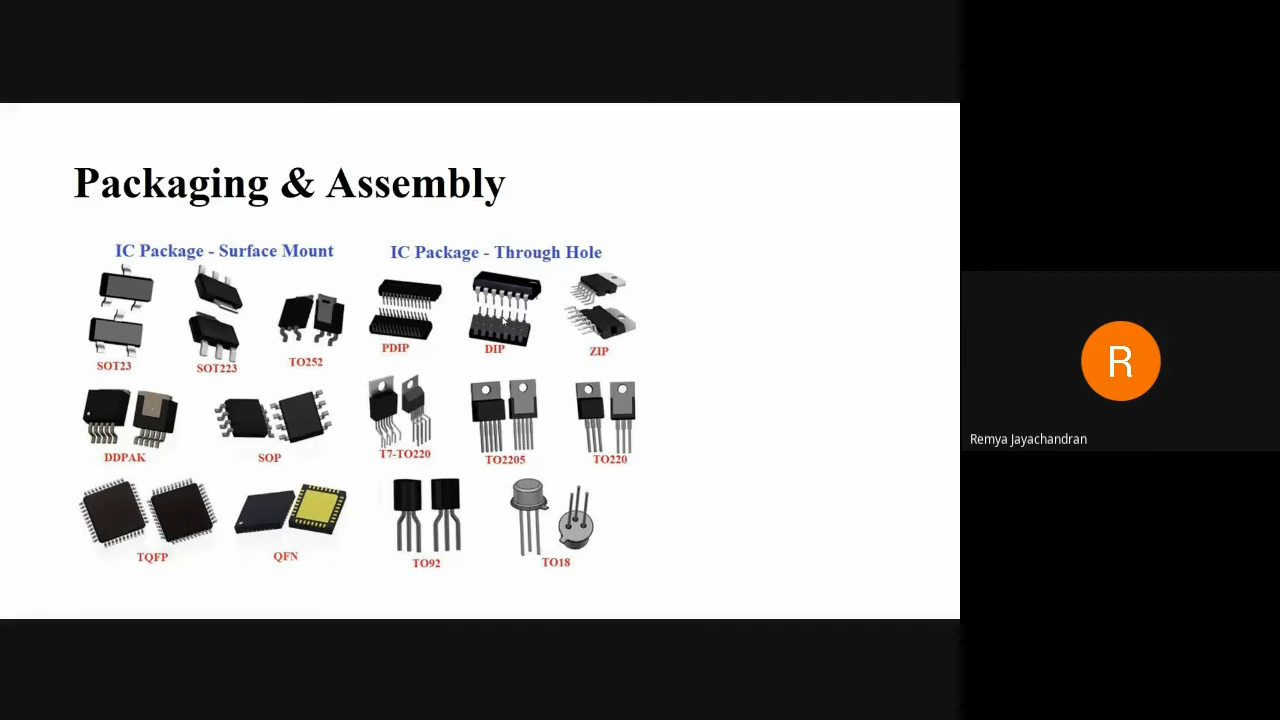 Packaging & Assembly
IC Package - Surface Mount
IC Package - Through Hole
SOT23
SOT223
TO252
PDIP
DIP
ZIP
DDPAK
SOP
T7-TO220
TO2205
TO220
TQFP
QFN
TO92
TO18
R
Remya Jayachandran